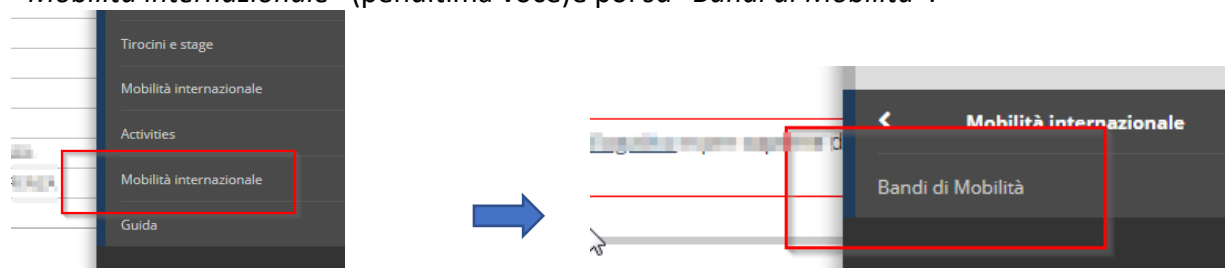 "Mobilità internazionale" (penultima voce)e poi su "Bandi di Mobilità".
Tirocini e stage
Mobilità internazionale
Activities
Mobilità internazionale
Guida
Mobilità internazionale
Bandi di Mobilità